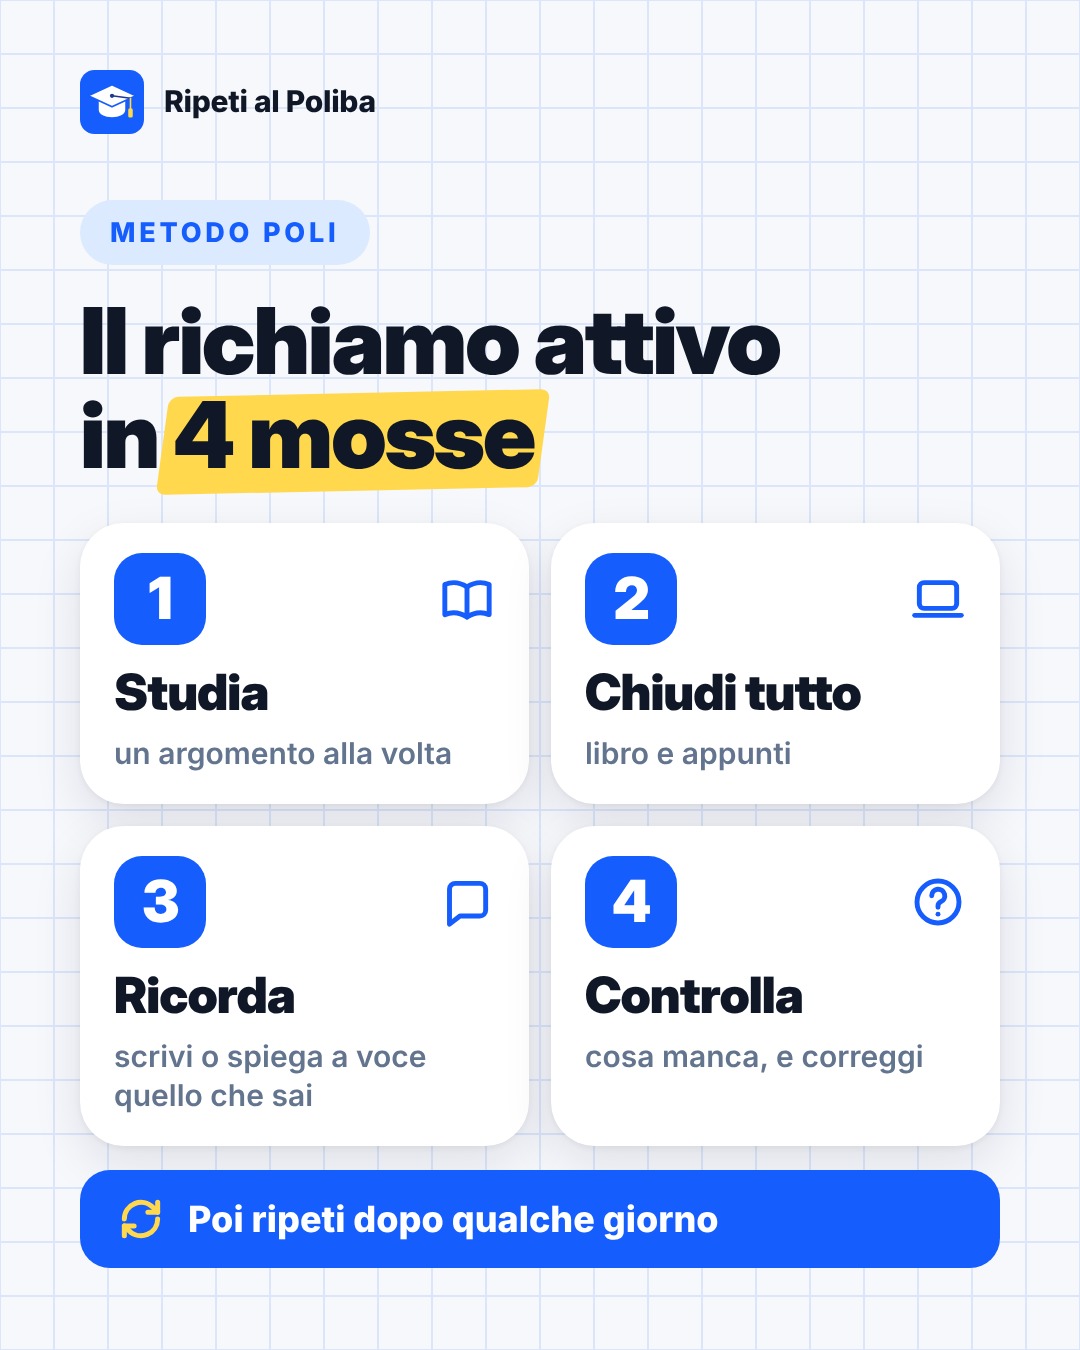 Ripeti al Poliba
METODO POLI
Il richiamo attivo
in 4 mosse
1
Studia
un argomento alla volta
2
Chiudi tutto
libro e appunti
3
Ricorda
scrivi o spiega a voce
quello che sai
4
Controlla
cosa manca, e correggi
Poi ripeti dopo qualche giorno